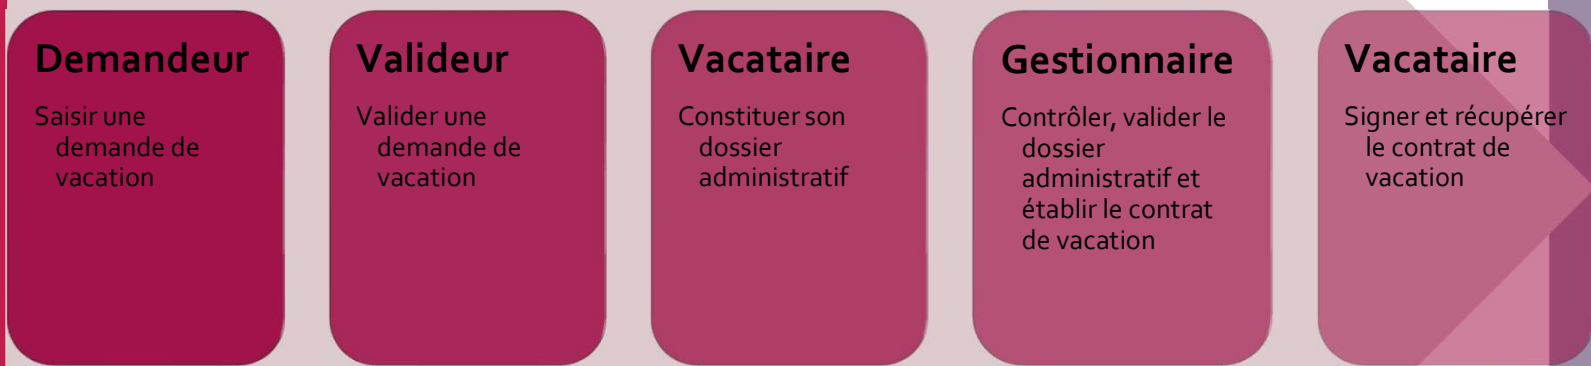 Demandeur
Saisir une
demande de
vacation
Valideur
Valider une
demande de
vacation
Vacataire
Constituer son
dossier
administratif
Gestionnaire
Contrôler, valider le
dossier
administratif et
établir le contrat
de vacation
Vacataire
Signer et récupérer
le contrat de
vacation